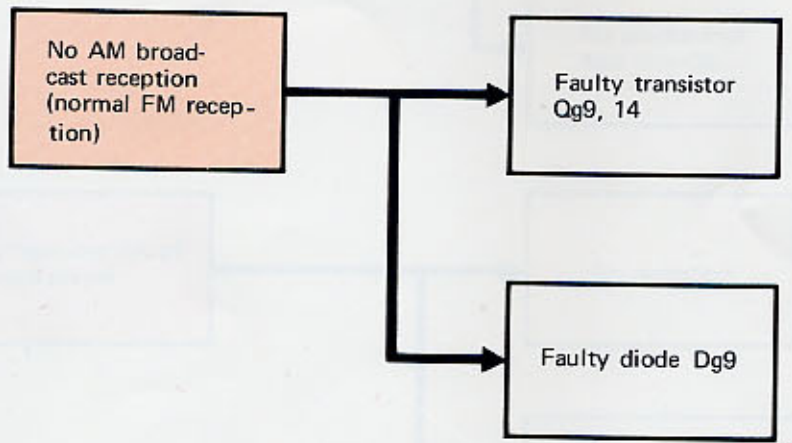 No AM broad-
cast reception
(normal FM recep-
tion)
Faulty transistor
Qg9, 14
Faulty diode Dg9